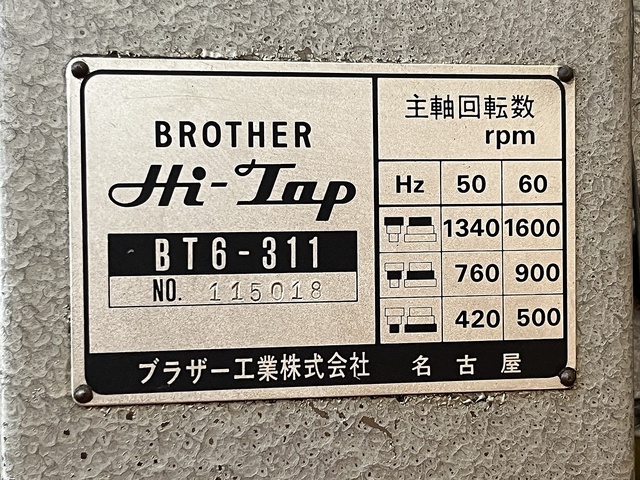 BROTHER
Hi-Tap
BT6-311
NO. 115018
主軸回転数
rpm
Hz 50 60
1340 1600
760 900
420 500
ブラザー工業株式会社 名古屋